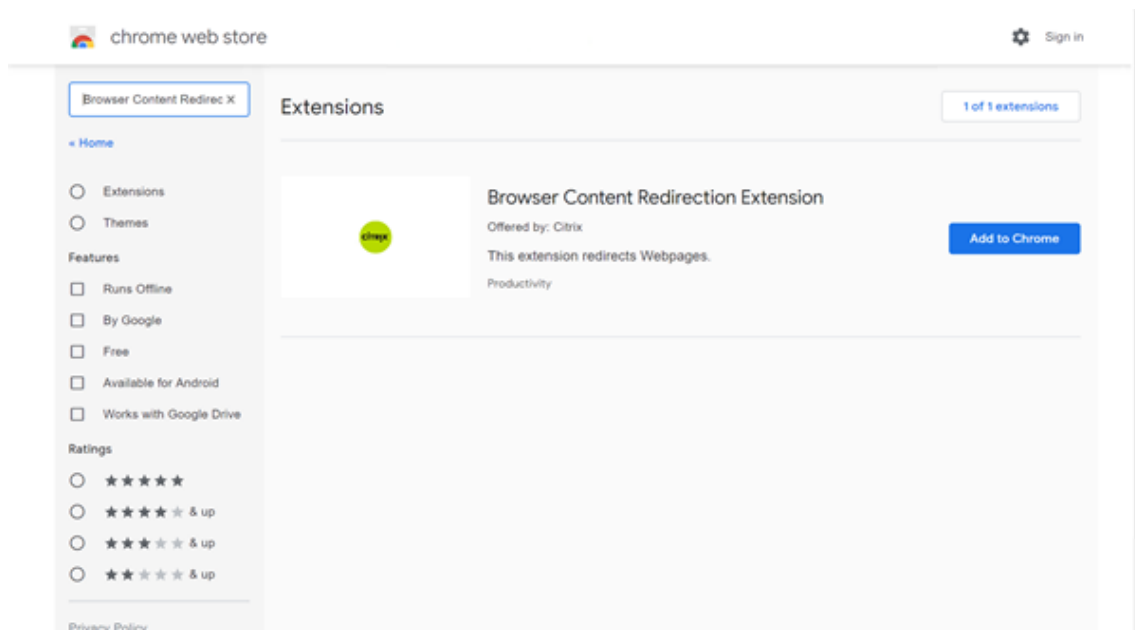 chrome web store
Sign in
Browser Content Redirec X
Extensions
1 of 1 extensions
« Home
Extensions
Themes
Features
Runs Offline
By Google
Free
Available for Android
Works with Google Drive
Ratings
& up
& up
& up
Privacy Policy
citrix
Browser Content Redirection Extension
Offered by: Citrix
This extension redirects Webpages.
Productivity
Add to Chrome